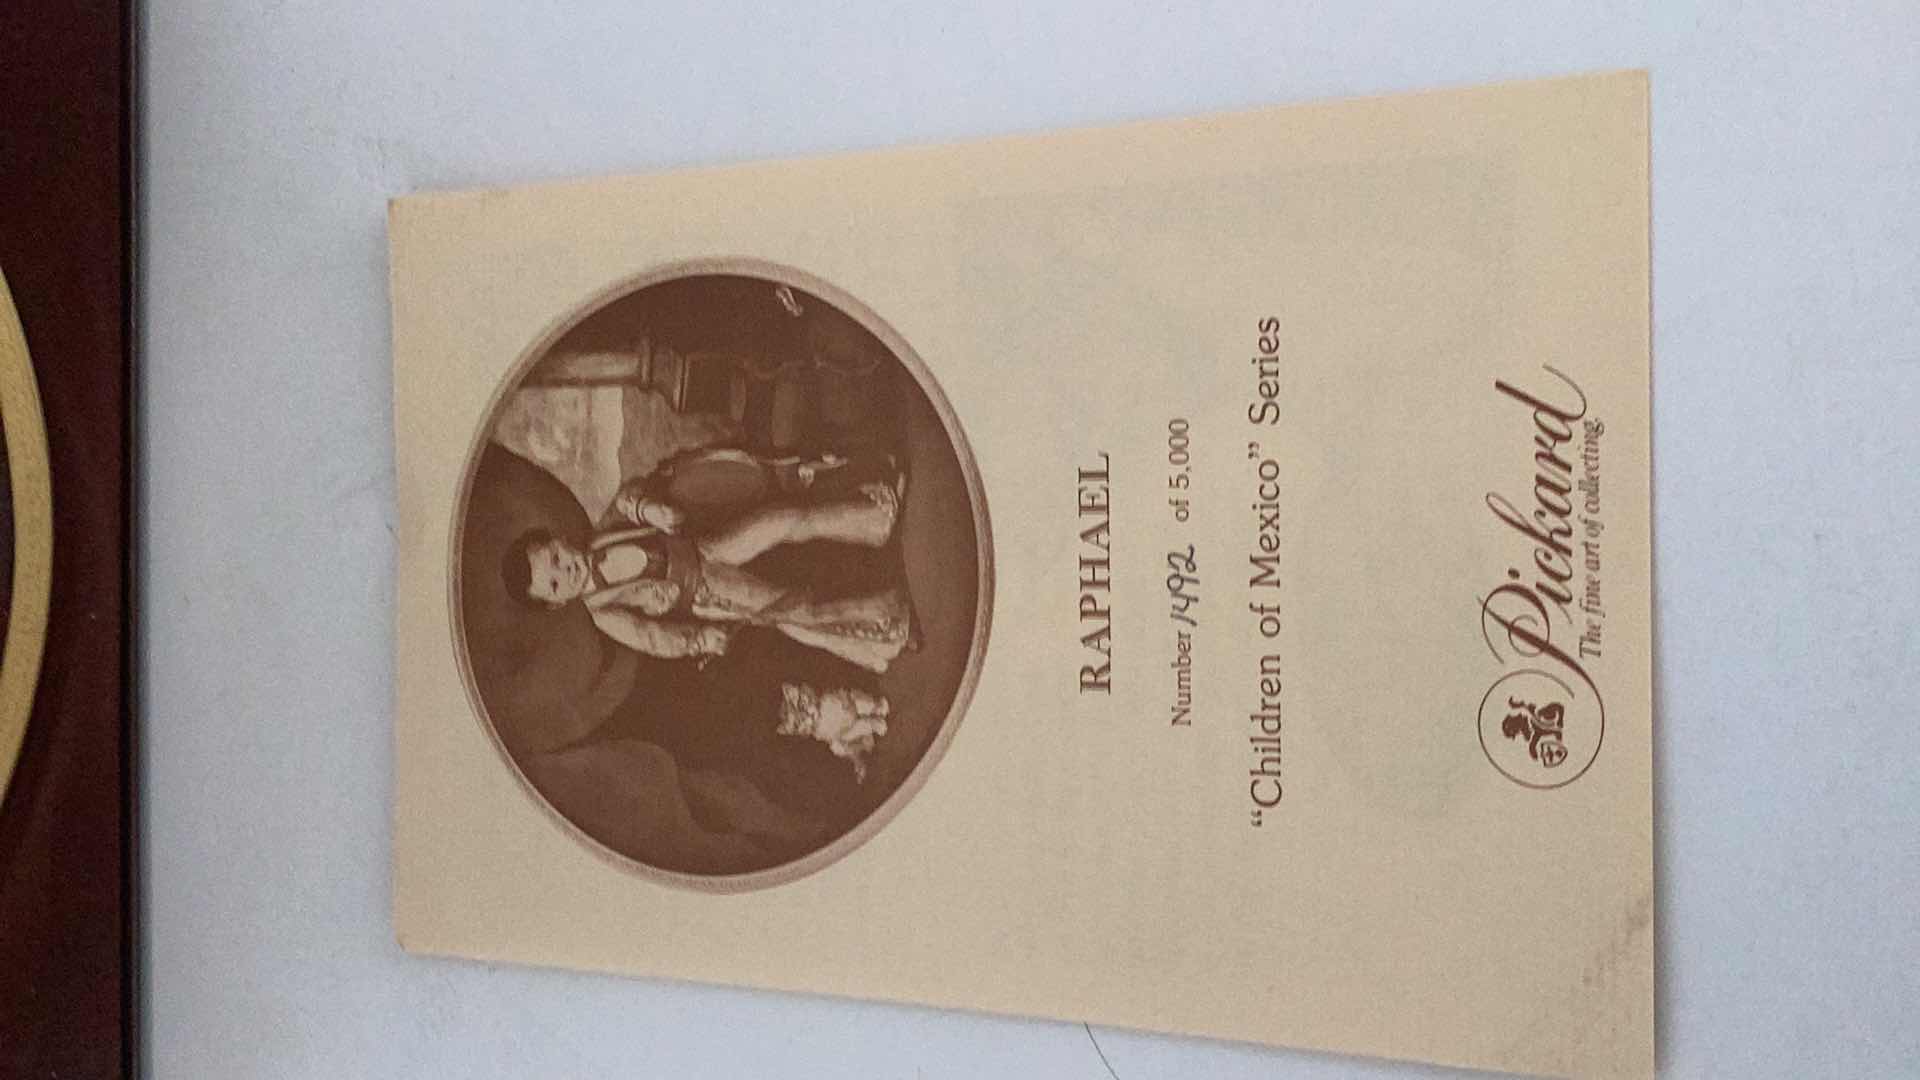 RAPHAEL
Number 1492 of 5,000
“Children of Mexico” Series
Pickard
The fine art of collecting.